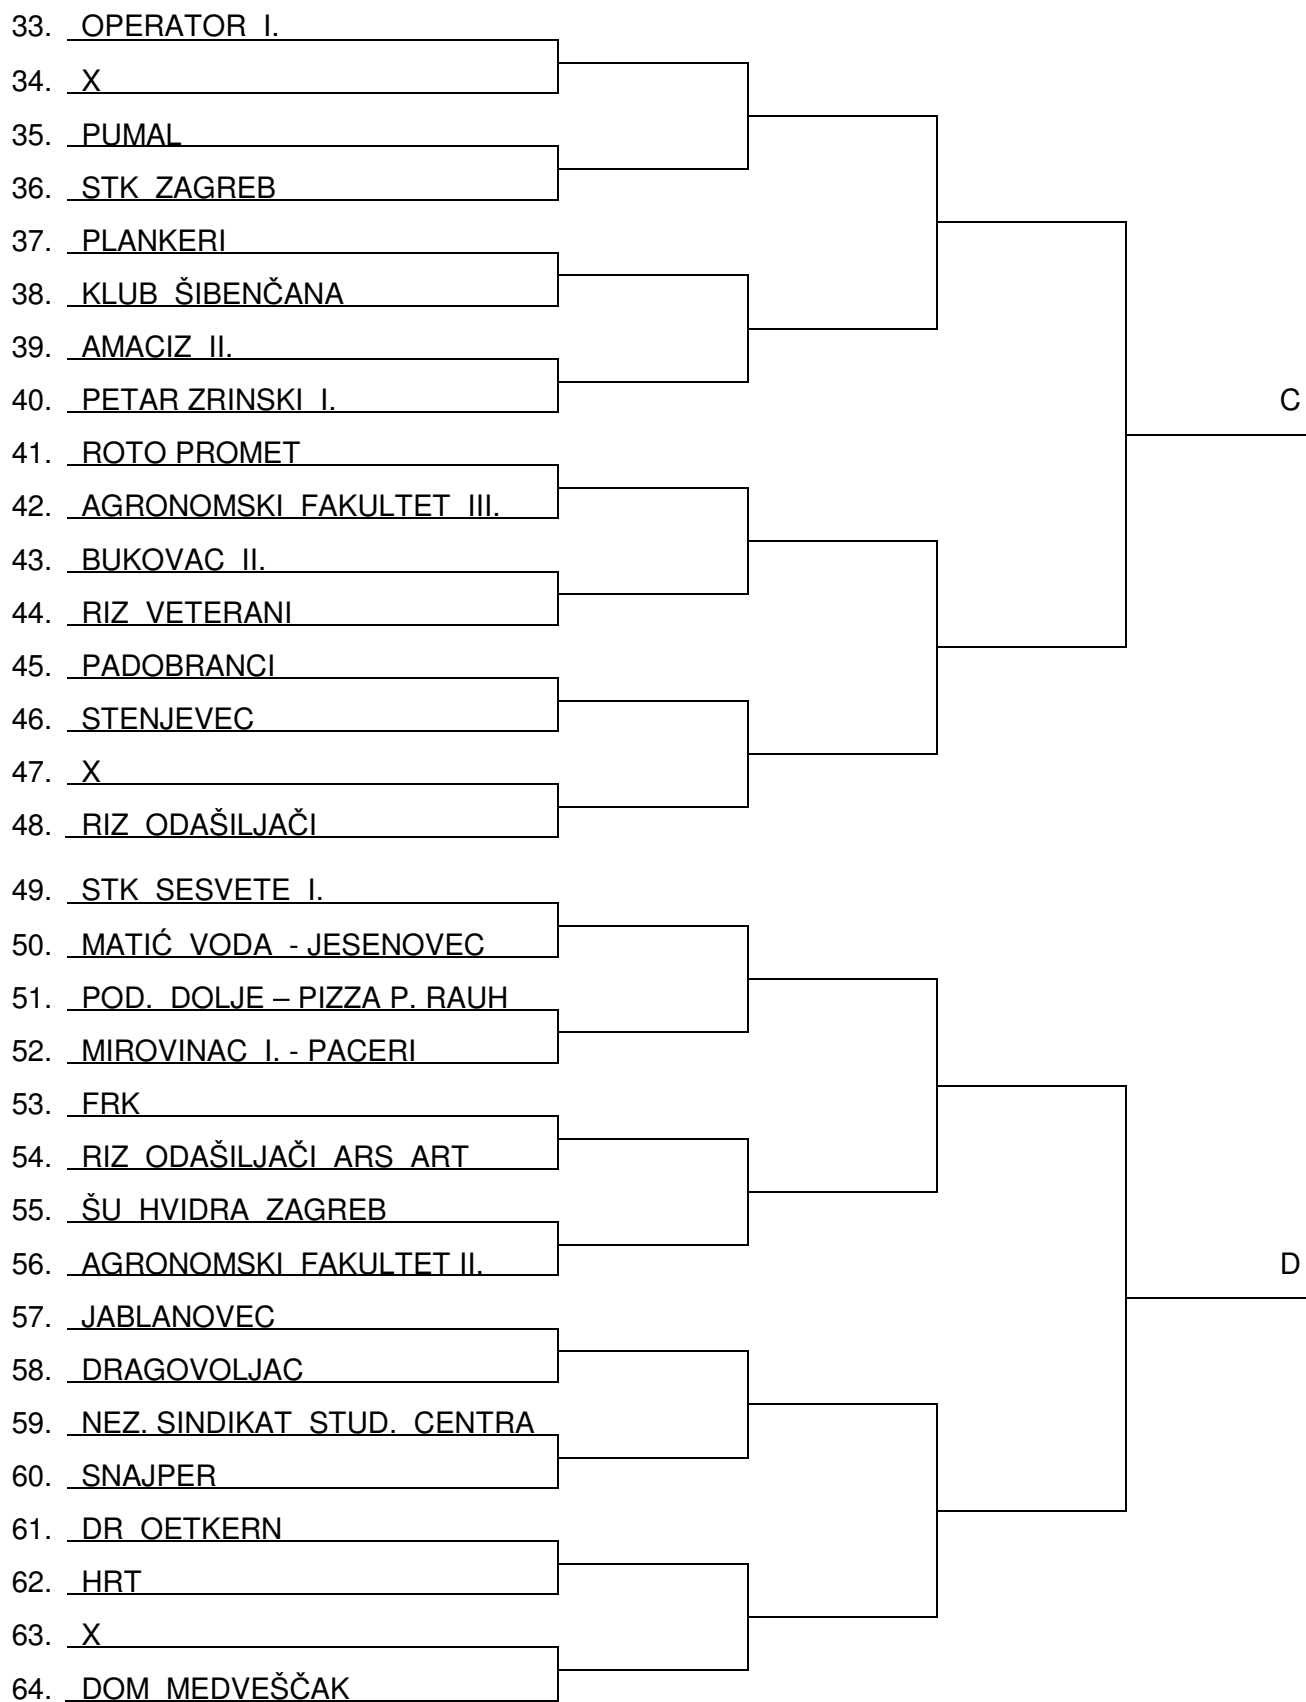 33. OPERATOR I.
34. X
35. PUMAL
36. STK ZAGREB
37. PLANKERI
38. KLUB ŠIBENČANA
39. AMACIZ II.
40. PETAR ZRINSKI I.
C
41. ROTO PROMET
42. AGRONOMSKI FAKULTET III.
43. BUKOVAC II.
44. RIZ VETERANI
45. PADOBRANCI
46. STENJEVEC
47. X
48. RIZ ODAŠILJAČI
49. STK SESVETE I.
50. MATIĆ VODA - JESENOVEC
51. POD. DOLJE – PIZZA P. RAUH
52. MIROVINAC I. - PACERI
53. FRK
54. RIZ ODAŠILJAČI ARS ART
55. ŠU HVIDRA ZAGREB
56. AGRONOMSKI FAKULTET II.
D
57. JABLANOVEC
58. DRAGOVOLJAC
59. NEZ. SINDIKAT STUD. CENTRA
60. SNAJPER
61. DR OETKERN
62. HRT
63. X
64. DOM MEDVEŠČAK